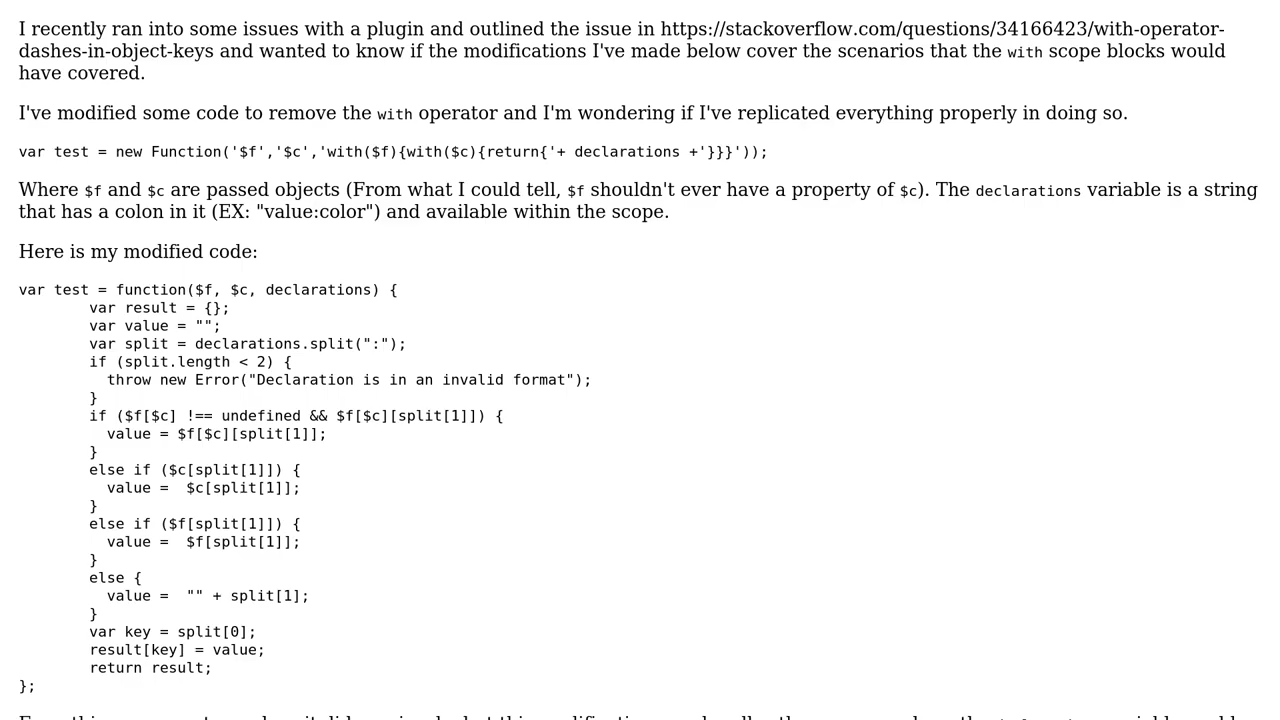 I recently ran into some issues with a plugin and outlined the issue in https://stackoverflow.com/questions/34166423/with-operator-
dashes-in-object-keys and wanted to know if the modifications I've made below cover the scenarios that the with scope blocks would
have covered.
I've modified some code to remove the with operator and I'm wondering if I've replicated everything properly in doing so.
var test = new Function('$f','$c','with($f){with($c){return{'+ declarations +'}}}'));
Where $f and $c are passed objects (From what I could tell, $f shouldn't ever have a property of $c). The declarations variable is a string
that has a colon in it (EX: "value:color") and available within the scope.
Here is my modified code:
var test = function($f, $c, declarations) {
        var result = {};
        var value = "";
        var split = declarations.split(":");
        if (split.length < 2) {
          throw new Error("Declaration is in an invalid format");
        }
        if ($f[$c] !== undefined && $f[$c][split[1]]) {
          value = $f[$c][split[1]];
        }
        else if ($c[split[1]]) {
          value =  $c[split[1]];
        }
        else if ($f[split[1]]) {
          value =  $f[split[1]];
        }
        else {
          value =  "" + split[1];
        }
        var key = split[0];
        result[key] = value;
        return result;
};